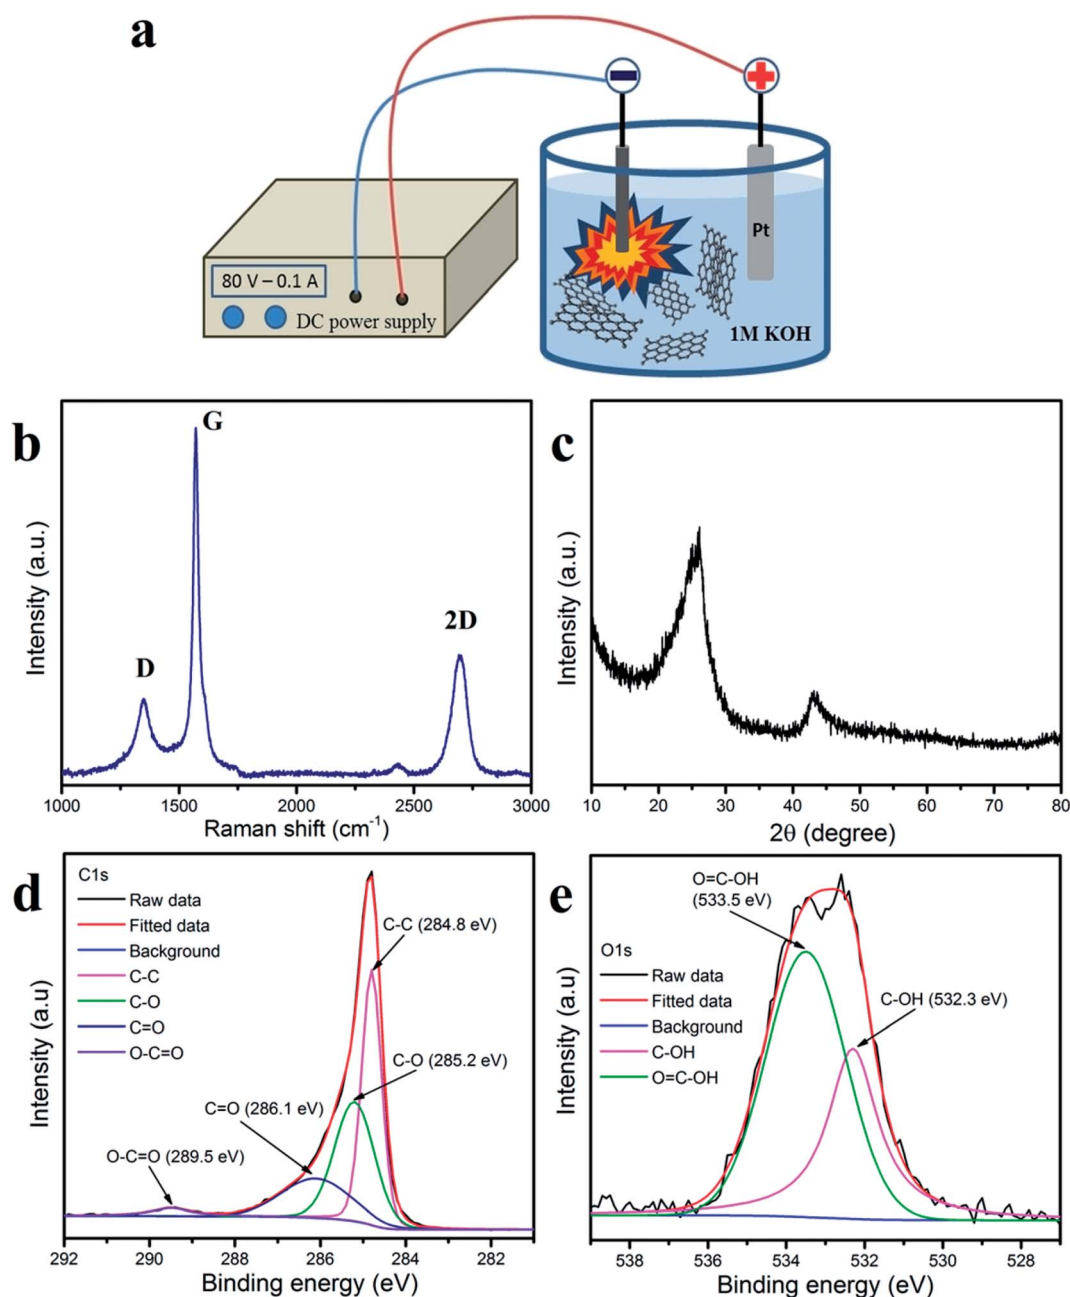 a
80 V – 0.1 A
DC power supply
Pt
1M KOH
b
D
G
2D
Intensity (a.u.)
1000 1500 2000 2500 3000
Raman shift (cm⁻¹)
c
Intensity (a.u.)
10 20 30 40 50 60 70 80
2θ (degree)
d
C1s
Raw data
Fitted data
Background
C-C
C-O
C=O
O-C=O
C-C (284.8 eV)
C-O (285.2 eV)
C=O (286.1 eV)
O-C=O (289.5 eV)
Intensity (a.u)
292 290 288 286 284 282
Binding energy (eV)
e
O1s
Raw data
Fitted data
Background
C-OH
O=C-OH
O=C-OH
(533.5 eV)
C-OH (532.3 eV)
Intensity (a.u)
538 536 534 532 530 528
Binding energy (eV)